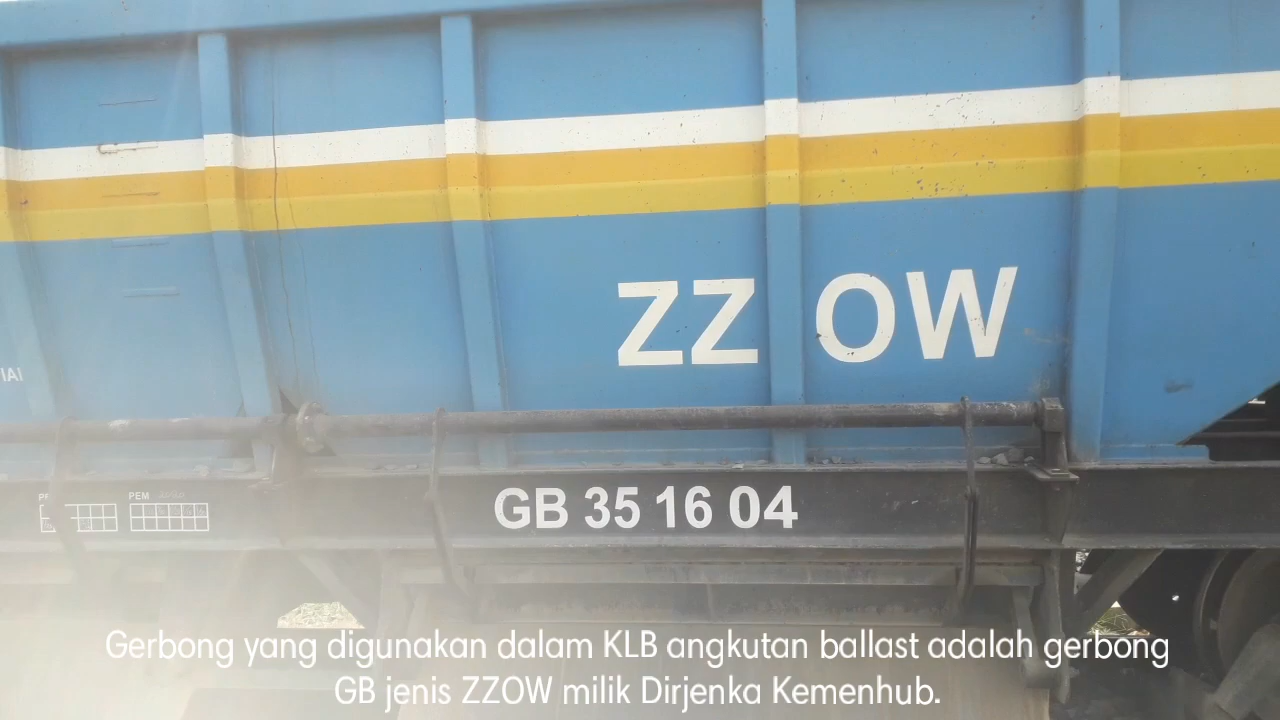 ZZ OW
IAI
GB 35 16 04
PEM
Gerbong yang digunakan dalam KLB angkutan ballast adalah gerbong
GB jenis ZZOW milik Dirjenka Kemenhub.